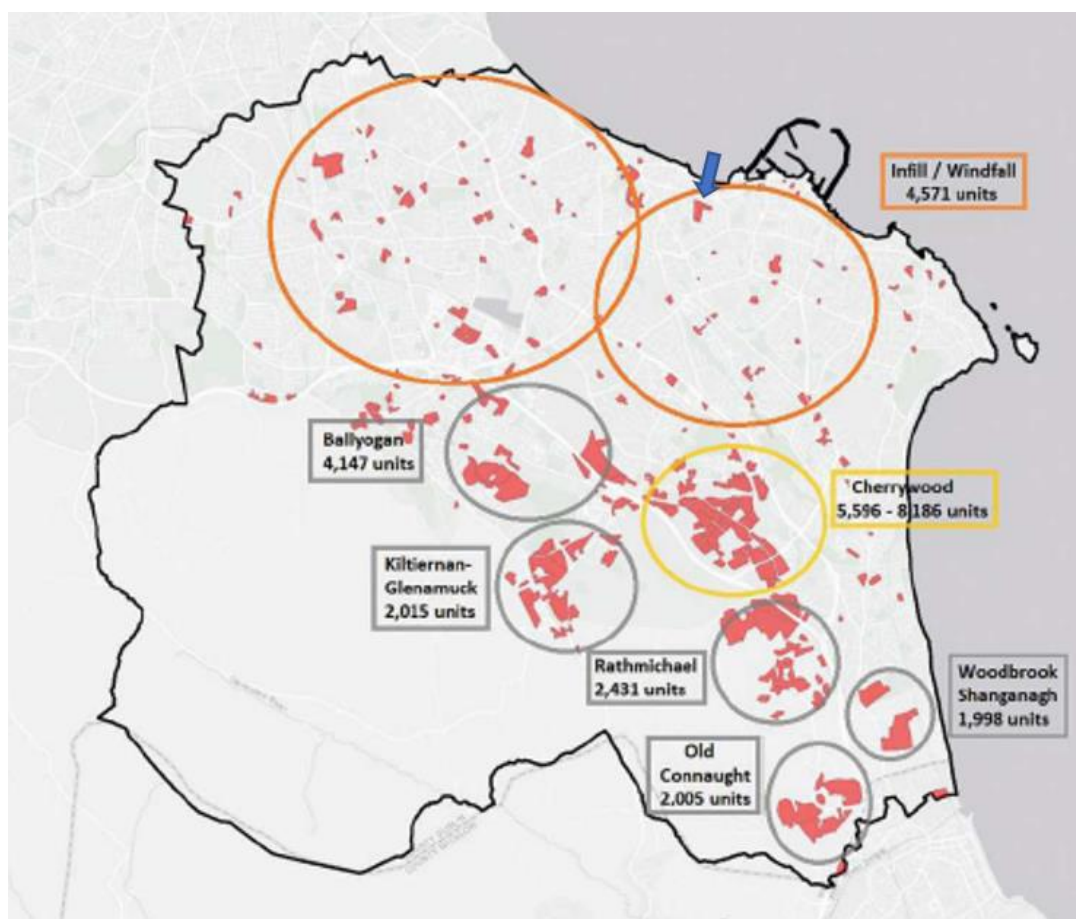 Infill / Windfall
4,571 units
Ballyogan
4,147 units
Cherrywood
5,596 - 8,186 units
Kiltiernan-
Glenamuck
2,015 units
Rathmichael
2,431 units
Woodbrook
Shanganagh
1,998 units
Old
Connaught
2,005 units